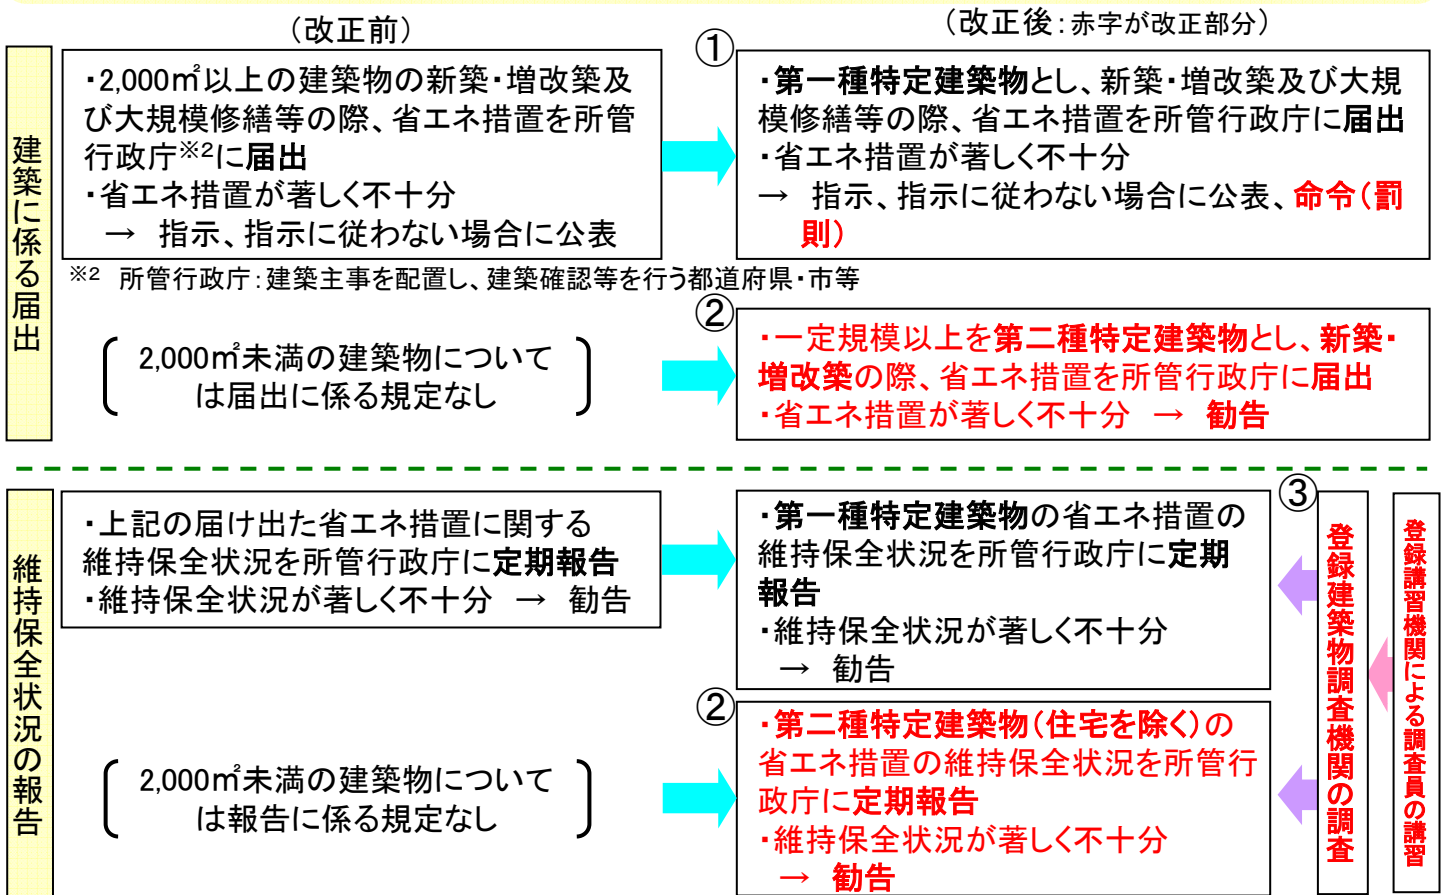 (改正前)
(改正後:赤字が改正部分)
建築に係る届出
・2,000㎡以上の建築物の新築・増改築及
び大規模修繕等の際、省エネ措置を所管
行政庁※2に届出
・省エネ措置が著しく不十分
→ 指示、指示に従わない場合に公表
①
・第一種特定建築物とし、新築・増改築及び大規
模修繕等の際、省エネ措置を所管行政庁に届出
・省エネ措置が著しく不十分
→ 指示、指示に従わない場合に公表、命令(罰
則)
※2 所管行政庁:建築主事を配置し、建築確認等を行う都道府県・市等
2,000㎡未満の建築物について
は届出に係る規定なし
②
・一定規模以上を第二種特定建築物とし、新築・
増改築の際、省エネ措置を所管行政庁に届出
・省エネ措置が著しく不十分 → 勧告
維持保全状況の報告
・上記の届け出た省エネ措置に関する
維持保全状況を所管行政庁に定期報告
・維持保全状況が著しく不十分 → 勧告
・第一種特定建築物の省エネ措置の
維持保全状況を所管行政庁に定期
報告
・維持保全状況が著しく不十分
→ 勧告
2,000㎡未満の建築物について
は報告に係る規定なし
②
・第二種特定建築物(住宅を除く)の
省エネ措置の維持保全状況を所管行
政庁に定期報告
・維持保全状況が著しく不十分
→ 勧告
③
登録建築物調査機関の調査
登録講習機関による調査員の講習